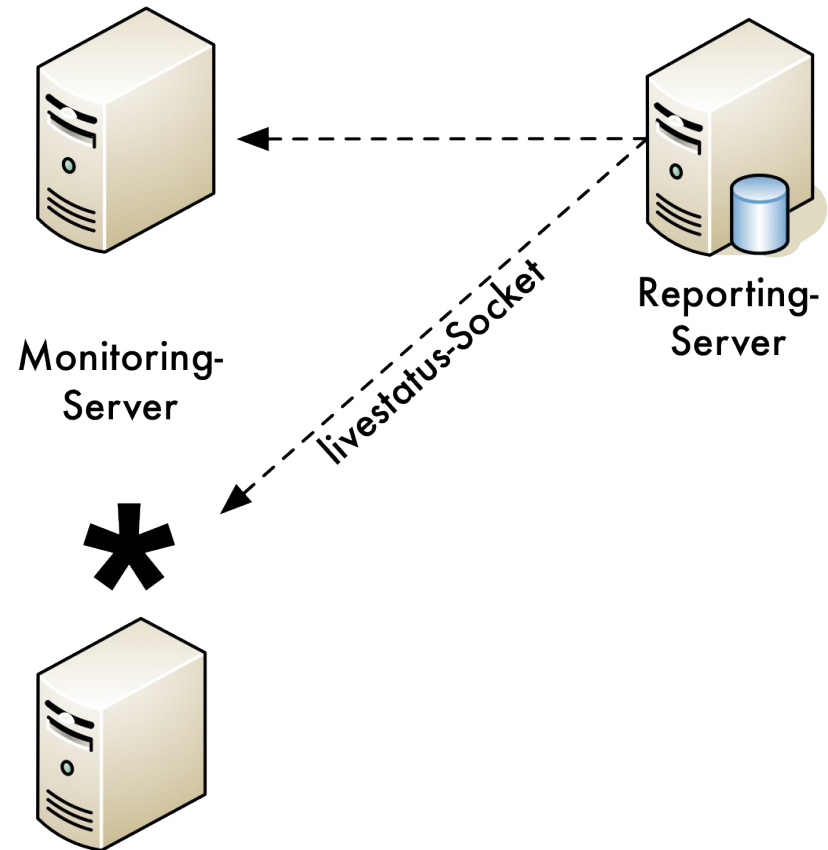 Reporting-
Server
Monitoring-
Server
livestatus-Socket
*